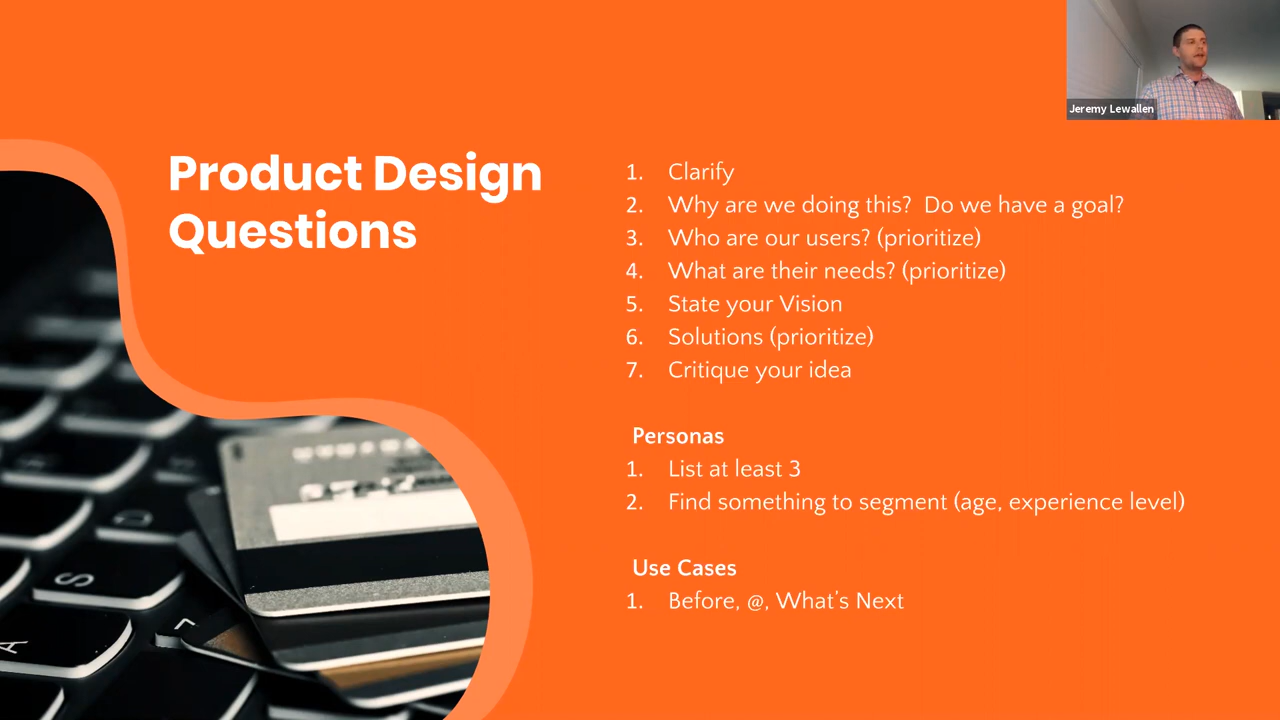 Jeremy Lewallen
Product Design
Questions
1. Clarify
2. Why are we doing this? Do we have a goal?
3. Who are our users? (prioritize)
4. What are their needs? (prioritize)
5. State your Vision
6. Solutions (prioritize)
7. Critique your idea
Personas
1. List at least 3
2. Find something to segment (age, experience level)
Use Cases
1. Before, @, What's Next
S
A